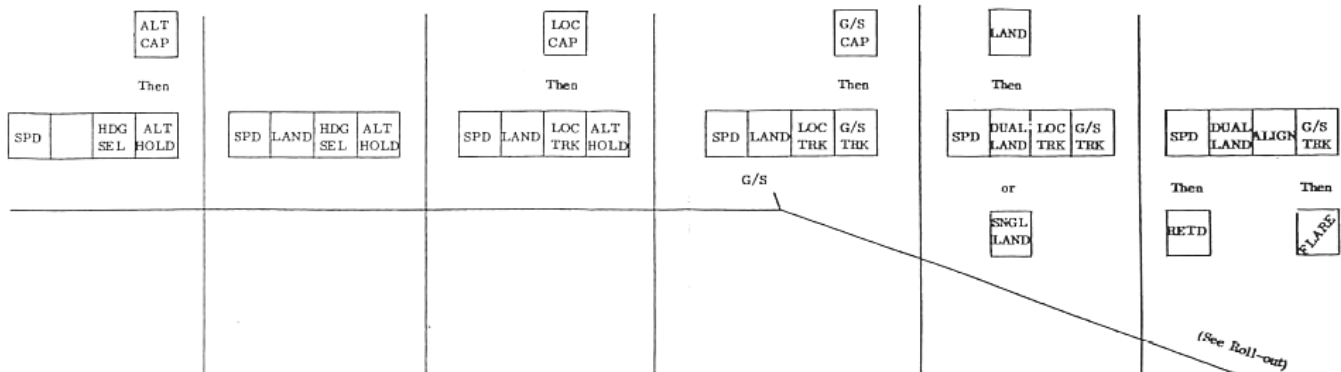 ALT
CAP
LOC
CAP
G/S
CAP
LAND
Then
Then
Then
Then
SPD
HDG
SEL
ALT
HOLD
SPD
LAND
HDG
SEL
ALT
HOLD
SPD
LAND
LOC
TRK
ALT
HOLD
SPD
LAND
LOC
TRK
G/S
TRK
SPD
DUAL
LAND
LOC
TRK
G/S
TRK
SPD
DUAL
LAND
ALIGN
G/S
TRK
G/S
or
Then
Then
SNGL
LAND
RETD
FLARE
(See Roll-out)